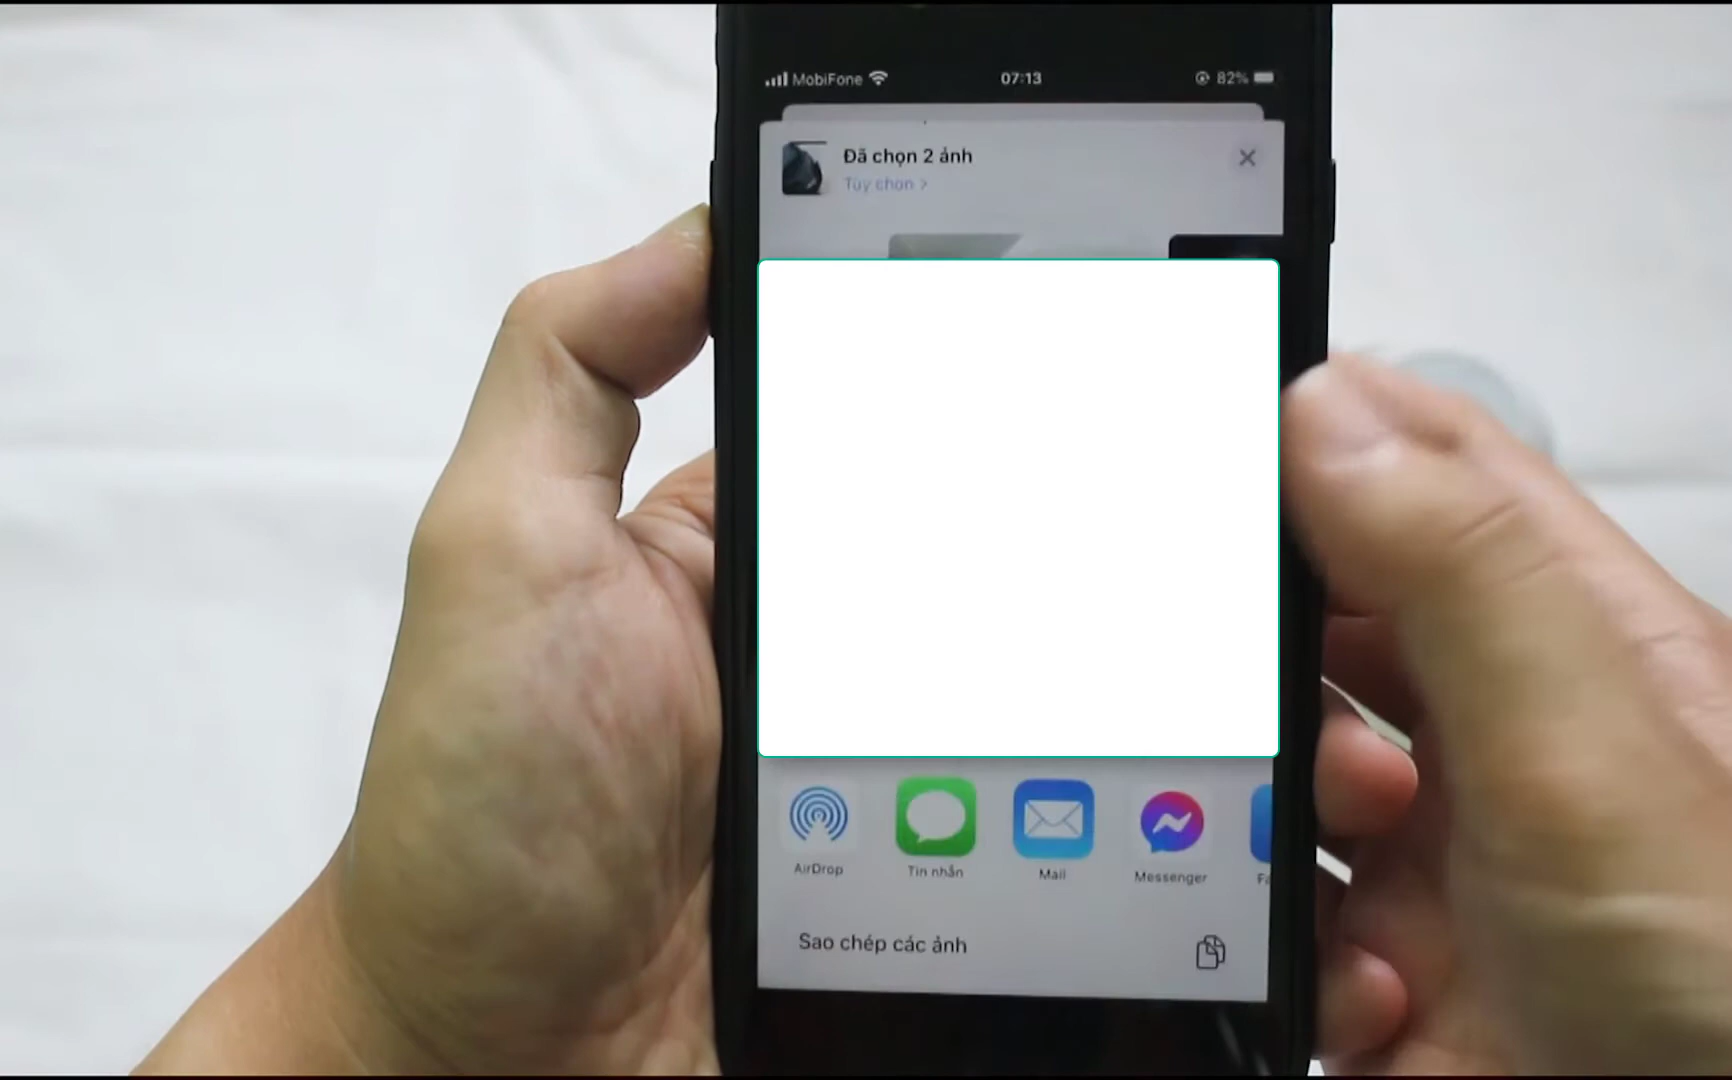 MobiFone 07:13 82%
Đã chọn 2 ảnh
Tùy chọn >
AirDrop Tin nhắn Mail Messenger
Sao chép các ảnh